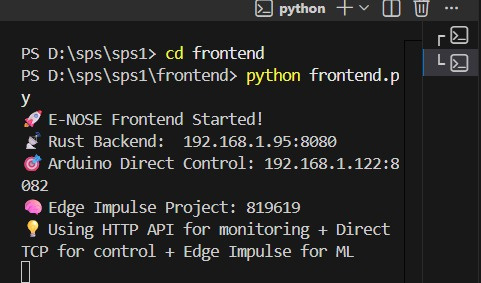 python
PS D:\sps\sps1> cd frontend
PS D:\sps\sps1\frontend> python frontend.p
y
🚀 E-NOSE Frontend Started!
📡 Rust Backend:  192.168.1.95:8080
🎯 Arduino Direct Control: 192.168.1.122:8
082
🧠 Edge Impulse Project: 819619
💡 Using HTTP API for monitoring + Direct
TCP for control + Edge Impulse for ML